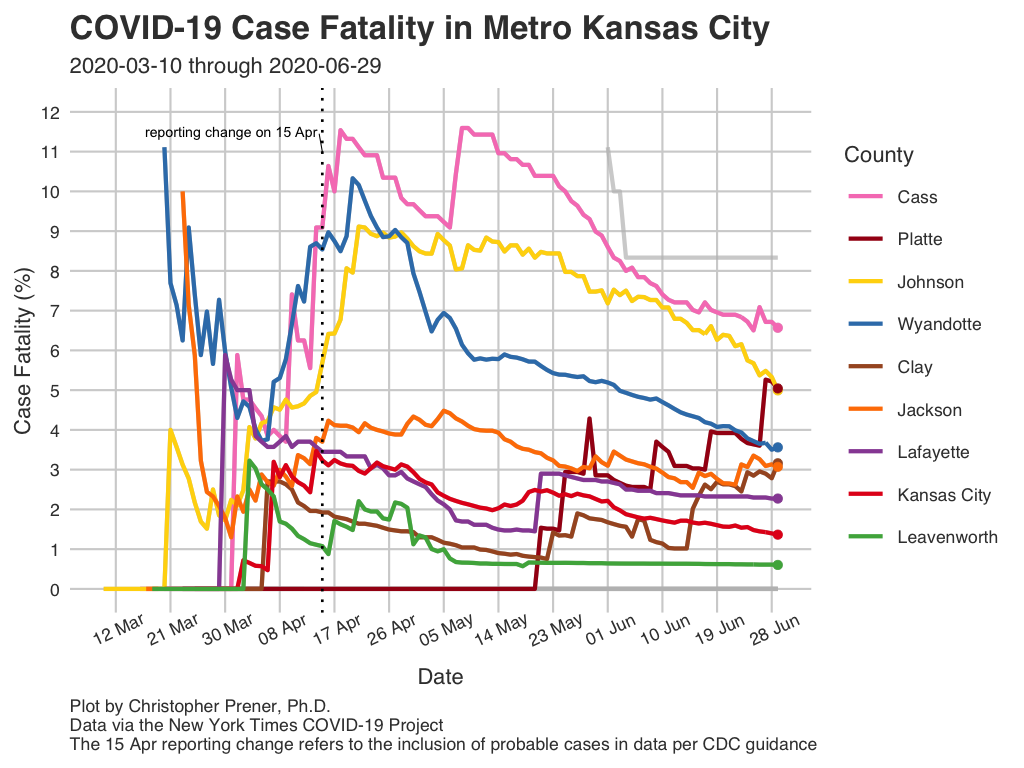 COVID-19 Case Fatality in Metro Kansas City
2020-03-10 through 2020-06-29
12
11
10
9
8
7
6
5
4
3
2
1
0
Case Fatality (%)
reporting change on 15 Apr
12 Mar
21 Mar
30 Mar
08 Apr
17 Apr
26 Apr
05 May
14 May
23 May
01 Jun
10 Jun
19 Jun
28 Jun
Date
County
Cass
Platte
Johnson
Wyandotte
Clay
Jackson
Lafayette
Kansas City
Leavenworth
Plot by Christopher Prener, Ph.D.
Data via the New York Times COVID-19 Project
The 15 Apr reporting change refers to the inclusion of probable cases in data per CDC guidance